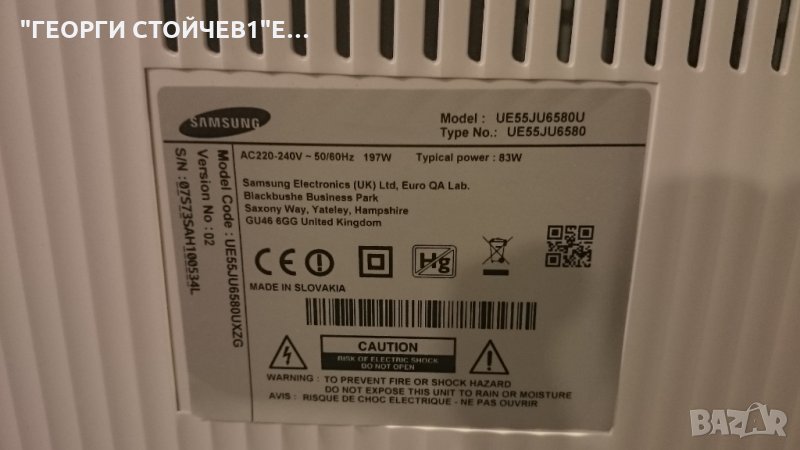 "ГЕОРГИ СТОЙЧЕВ1"Е...
SAMSUNG
Model : UE55JU6580U
Type No.: UE55JU6580
AC220-240V ~ 50/60Hz 197W Typical power : 83W
Samsung Electronics (UK) Ltd, Euro QA Lab.
Blackbushe Business Park
Saxony Way, Yateley, Hampshire
GU46 6GG United Kingdom
Hg
MADE IN SLOVAKIA
CAUTION
RISK OF ELECTRIC SHOCK
DO NOT OPEN
WARNING : TO PREVENT FIRE OR SHOCK HAZARD
DO NOT EXPOSE THIS UNIT TO RAIN OR MOISTURE
AVIS : RISQUE DE CHOC ELECTRIQUE - NE PAS OUVRIR
Model Code : UE55JU6580UXZG
Version No : 02
S/N : 07S73SAH100534L
BAZAR